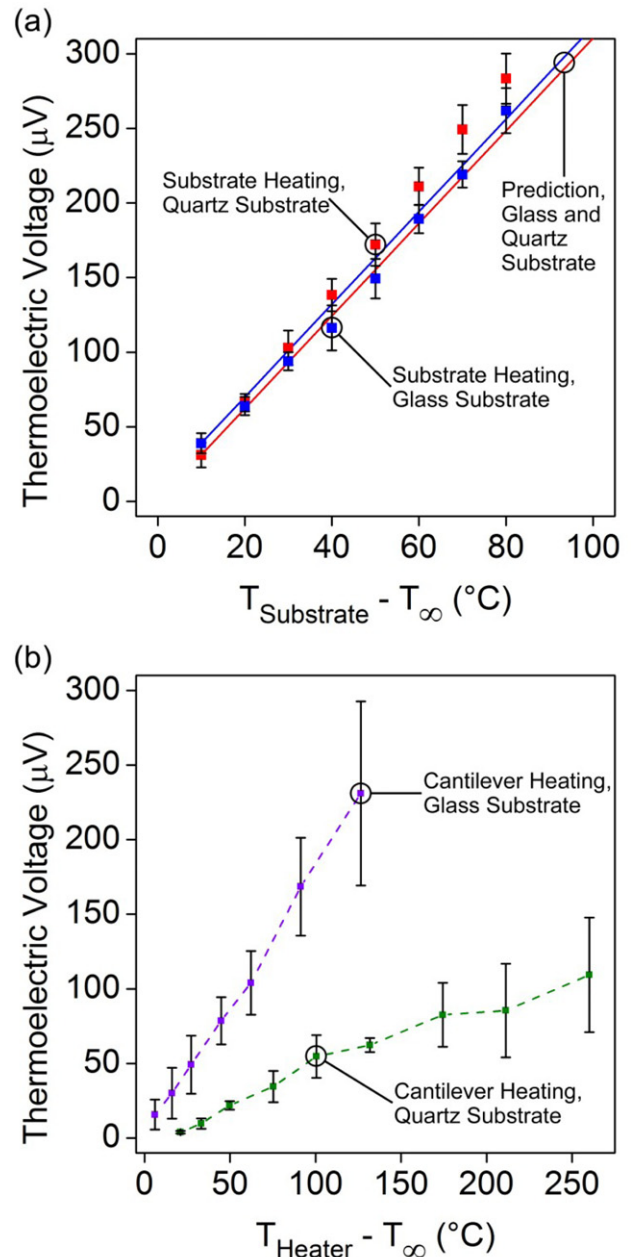 (a)
300
250
200
150
100
50
0
Thermoelectric Voltage (µV)
Substrate Heating,
Quartz Substrate
Prediction,
Glass and
Quartz
Substrate
Substrate Heating,
Glass Substrate
0 20 40 60 80 100
T_Substrate - T_∞ (°C)
(b)
300
250
200
150
100
50
0
Thermoelectric Voltage (µV)
Cantilever Heating,
Glass Substrate
Cantilever Heating,
Quartz Substrate
0 50 100 150 200 250
T_Heater - T_∞ (°C)